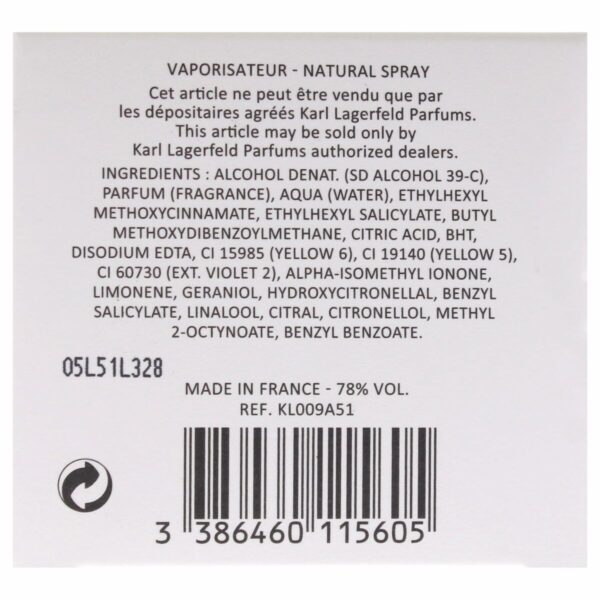 VAPORISATEUR - NATURAL SPRAY
Cet article ne peut être vendu que par
les dépositaires agréés Karl Lagerfeld Parfums.
This article may be sold only by
Karl Lagerfeld Parfums authorized dealers.
INGREDIENTS : ALCOHOL DENAT. (SD ALCOHOL 39-C),
PARFUM (FRAGRANCE), AQUA (WATER), ETHYLHEXYL
METHOXYCINNAMATE, ETHYLHEXYL SALICYLATE, BUTYL
METHOXYDIBENZOYLMETHANE, CITRIC ACID, BHT,
DISODIUM EDTA, CI 15985 (YELLOW 6), CI 19140 (YELLOW 5),
CI 60730 (EXT. VIOLET 2), ALPHA-ISOMETHYL IONONE,
LIMONENE, GERANIOL, HYDROXYCITRONELLAL, BENZYL
SALICYLATE, LINALOOL, CITRAL, CITRONELLOL, METHYL
2-OCTYNOATE, BENZYL BENZOATE.
05L51L328
MADE IN FRANCE - 78% VOL.
REF. KL009A51
3 386460 115605